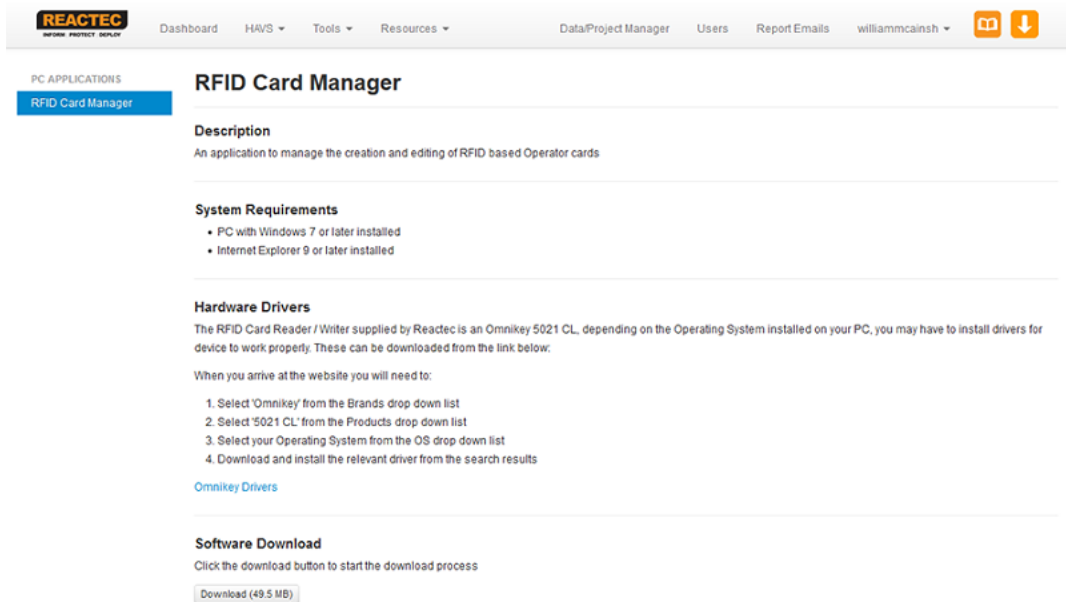 REACTEC
INFORM PROTECT DEPLOY
Dashboard HAVS Tools Resources Data/Project Manager Users Report Emails williammcainsh
PC APPLICATIONS
RFID Card Manager
RFID Card Manager
Description
An application to manage the creation and editing of RFID based Operator cards
System Requirements
• PC with Windows 7 or later installed
• Internet Explorer 9 or later installed
Hardware Drivers
The RFID Card Reader / Writer supplied by Reactec is an Omnikey 5021 CL, depending on the Operating System installed on your PC, you may have to install drivers for
device to work properly. These can be downloaded from the link below:
When you arrive at the website you will need to:
1. Select 'Omnikey' from the Brands drop down list
2. Select '5021 CL' from the Products drop down list
3. Select your Operating System from the OS drop down list
4. Download and install the relevant driver from the search results
Omnikey Drivers
Software Download
Click the download button to start the download process
Download (49.5 MB)